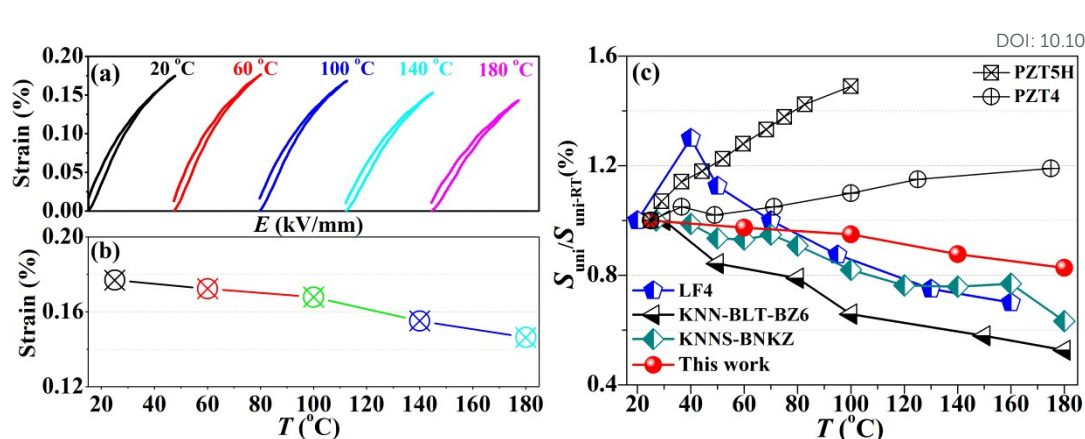 DOI: 10.10
(a)
20 °C
60 °C
100 °C
140 °C
180 °C
0.20
0.15
0.10
0.05
0.00
Strain (%)
E (kV/mm)
(b)
0.20
0.16
0.12
Strain (%)
20 40 60 80 100 120 140 160 180
T (°C)
(c)
PZT5H
PZT4
1.6
1.2
0.8
0.4
Suni/Suni-RT(%)
LF4
KNN-BLT-BZ6
KNNS-BNKZ
This work
20 40 60 80 100 120 140 160 180
T (°C)